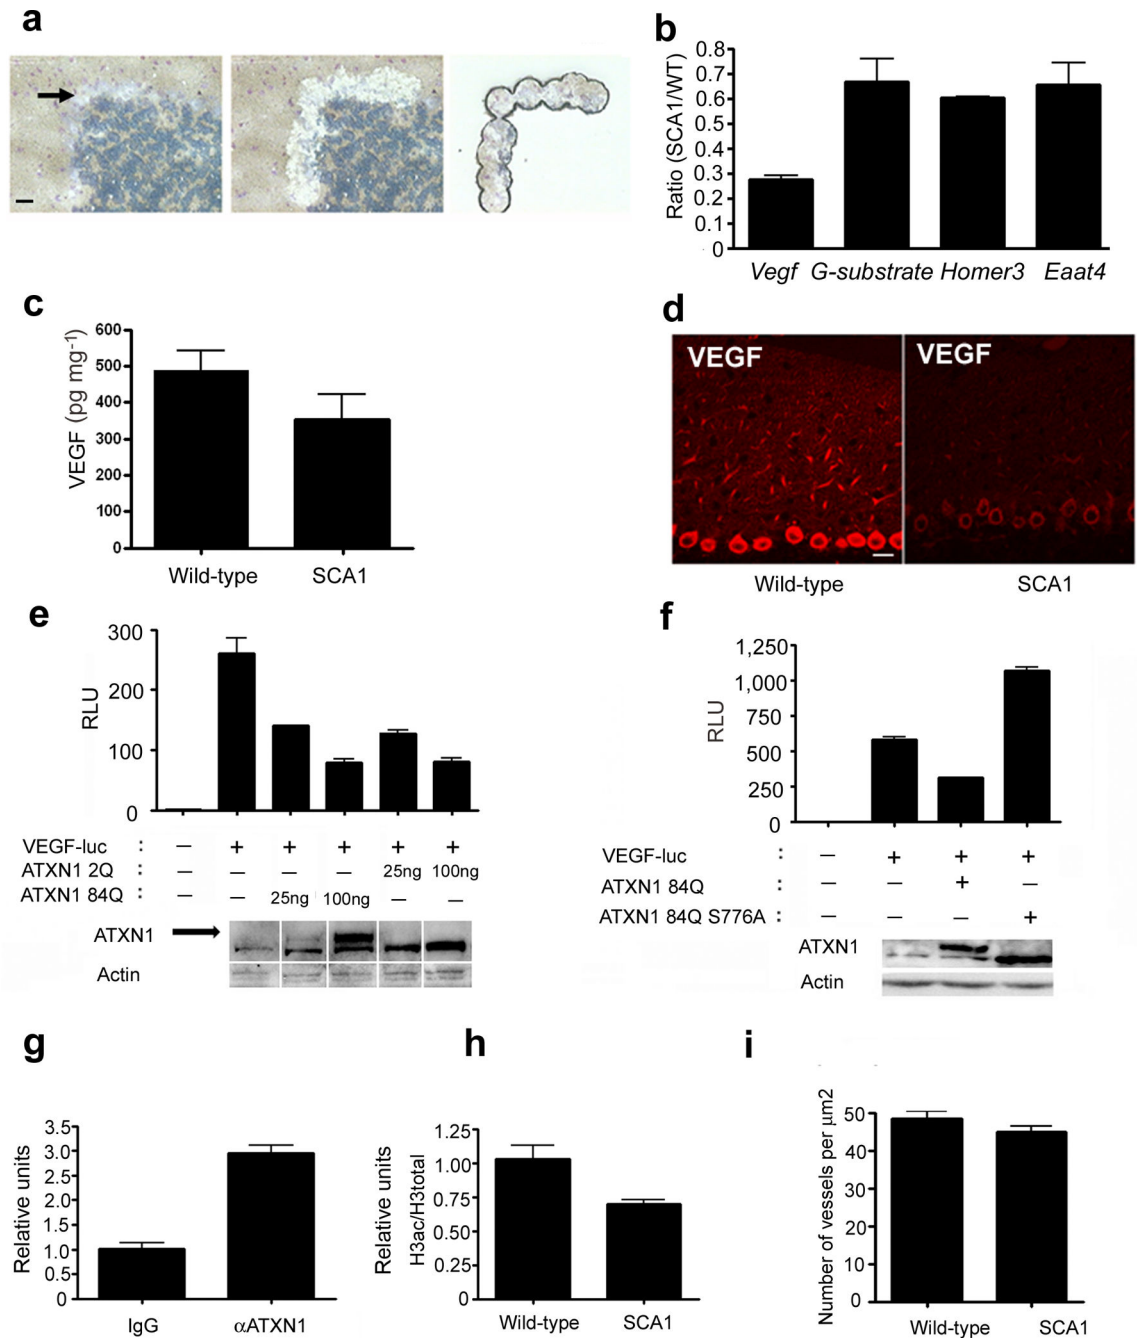 a
b
Ratio (SCA1/WT)
0.8
0.7
0.6
0.5
0.4
0.3
0.2
0.1
0
Vegf G-substrate Homer3 Eaat4
c
VEGF (pg mg-1)
600
500
400
300
200
100
0
Wild-type SCA1
d
VEGF VEGF
Wild-type SCA1
e
RLU
300
200
100
0
VEGF-luc : — + + + + +
ATXN1 2Q : — — — — 25ng 100ng
ATXN1 84Q : — — 25ng 100ng — —
ATXN1
Actin
f
RLU
1,250
1,000
750
500
250
0
VEGF-luc : — + + +
ATXN1 84Q : — — + —
ATXN1 84Q S776A : — — — +
ATXN1
Actin
g
Relative units
3.5
3.0
2.5
2.0
1.5
1.0
0.5
0
IgG αATXN1
h
Relative units
H3ac/H3total
1.25
1.00
0.75
0.50
0.25
0
Wild-type SCA1
i
Number of vessels per µm2
50
40
30
20
10
0
Wild-type SCA1